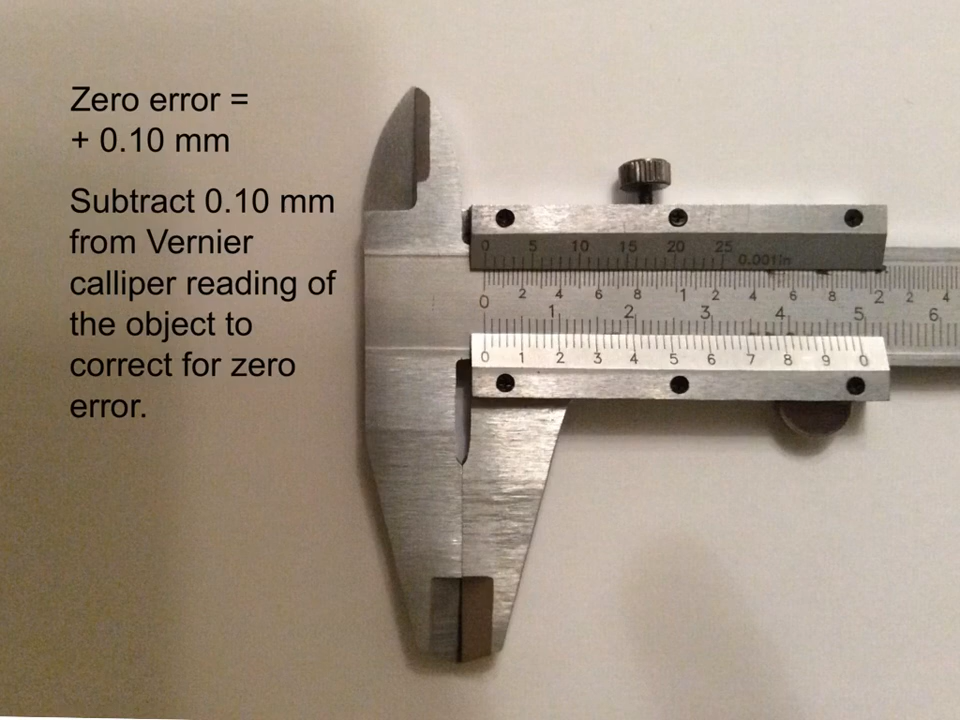 Zero error =
+ 0.10 mm
Subtract 0.10 mm
from Vernier
calliper reading of
the object to
correct for zero
error.
0 5 10 15 20 25
0.001in
0 2 4 6 8 1 2 4 6 8 2 2 4
1 2 3 4 5 6
0 1 2 3 4 5 6 7 8 9 0